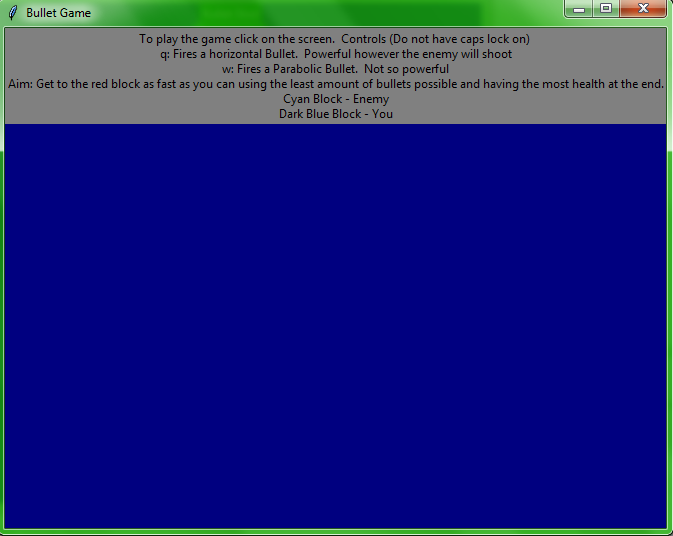 Bullet Game
To play the game click on the screen.  Controls (Do not have caps lock on)
q: Fires a horizontal Bullet.  Powerful however the enemy will shoot
w: Fires a Parabolic Bullet.  Not so powerful
Aim: Get to the red block as fast as you can using the least amount of bullets possible and having the most health at the end.
Cyan Block - Enemy
Dark Blue Block - You